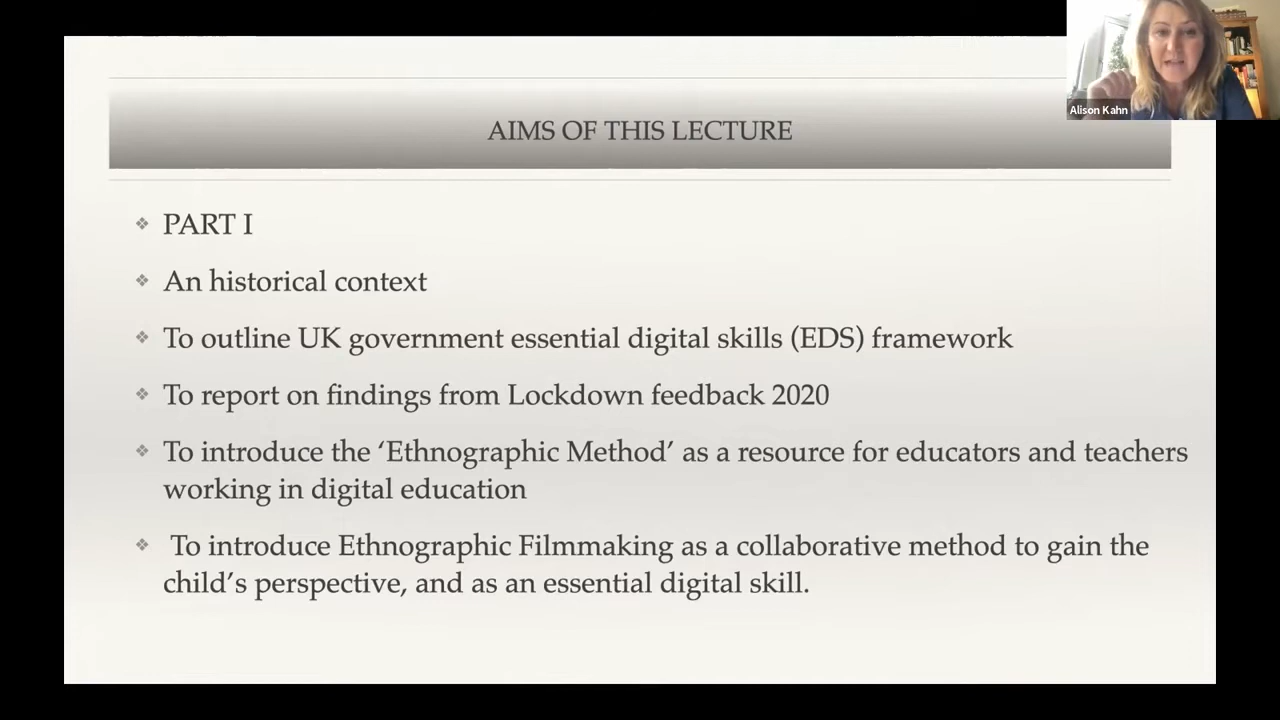 Alison Kahn
AIMS OF THIS LECTURE
PART I
An historical context
To outline UK government essential digital skills (EDS) framework
To report on findings from Lockdown feedback 2020
To introduce the ‘Ethnographic Method’ as a resource for educators and teachers
working in digital education
To introduce Ethnographic Filmmaking as a collaborative method to gain the
child’s perspective, and as an essential digital skill.